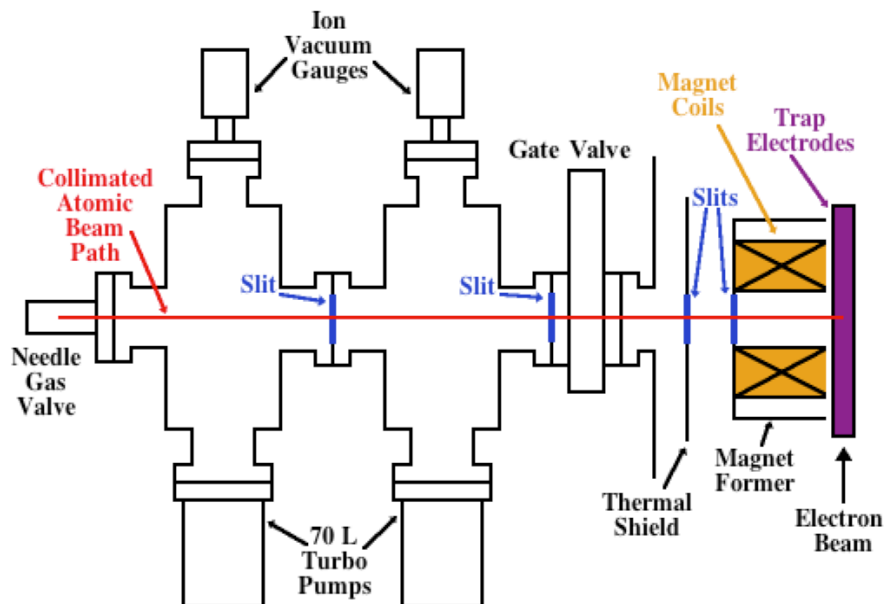 Ion
Vacuum
Gauges
Magnet
Coils
Trap
Electrodes
Gate Valve
Collimated
Atomic
Beam
Path
Slits
Slit
Slit
Needle
Gas
Valve
70 L
Turbo
Pumps
Thermal
Shield
Magnet
Former
Electron
Beam